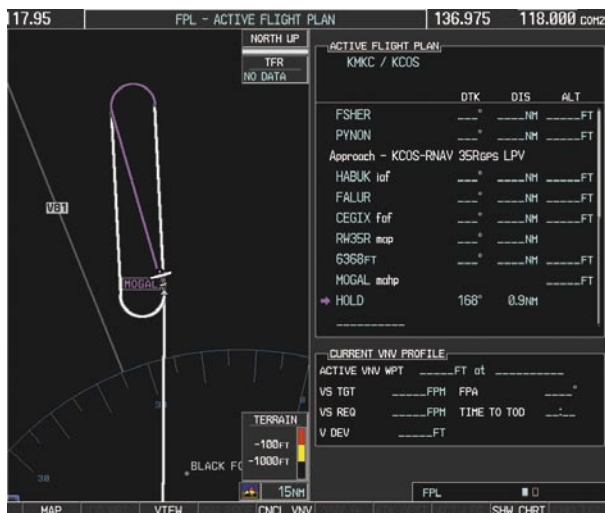 117.95 FPL – ACTIVE FLIGHT PLAN 136.975 118.000 COM2
NORTH UP
TFR
NO DATA
V81
MOGAL
33
30
BLACK FO
TERRAIN
-100FT
-1000FT
15NM
ACTIVE FLIGHT PLAN
KMKC / KCOS
DTK DIS ALT
FSHER ___° ____NM _____FT
PYNON ___° ____NM _____FT
Approach – KCOS-RNAV 35RGPS LPV
HABUK iaf ___° ____NM _____FT
FALUR ___° ____NM _____FT
CEGIX faf ___° ____NM _____FT
RW35R map ___° ____NM
6368FT ___° ____NM _____FT
MOGAL mahp _____FT
HOLD 168° 0.9NM
__________
CURRENT VNV PROFILE
ACTIVE VNV WPT _____FT at __________
VS TGT _____FPM FPA ____°
VS REQ _____FPM TIME TO TOD __:__
V DEV _____FT
FPL
MAP VIEW CNCL VNV SHW CHRT